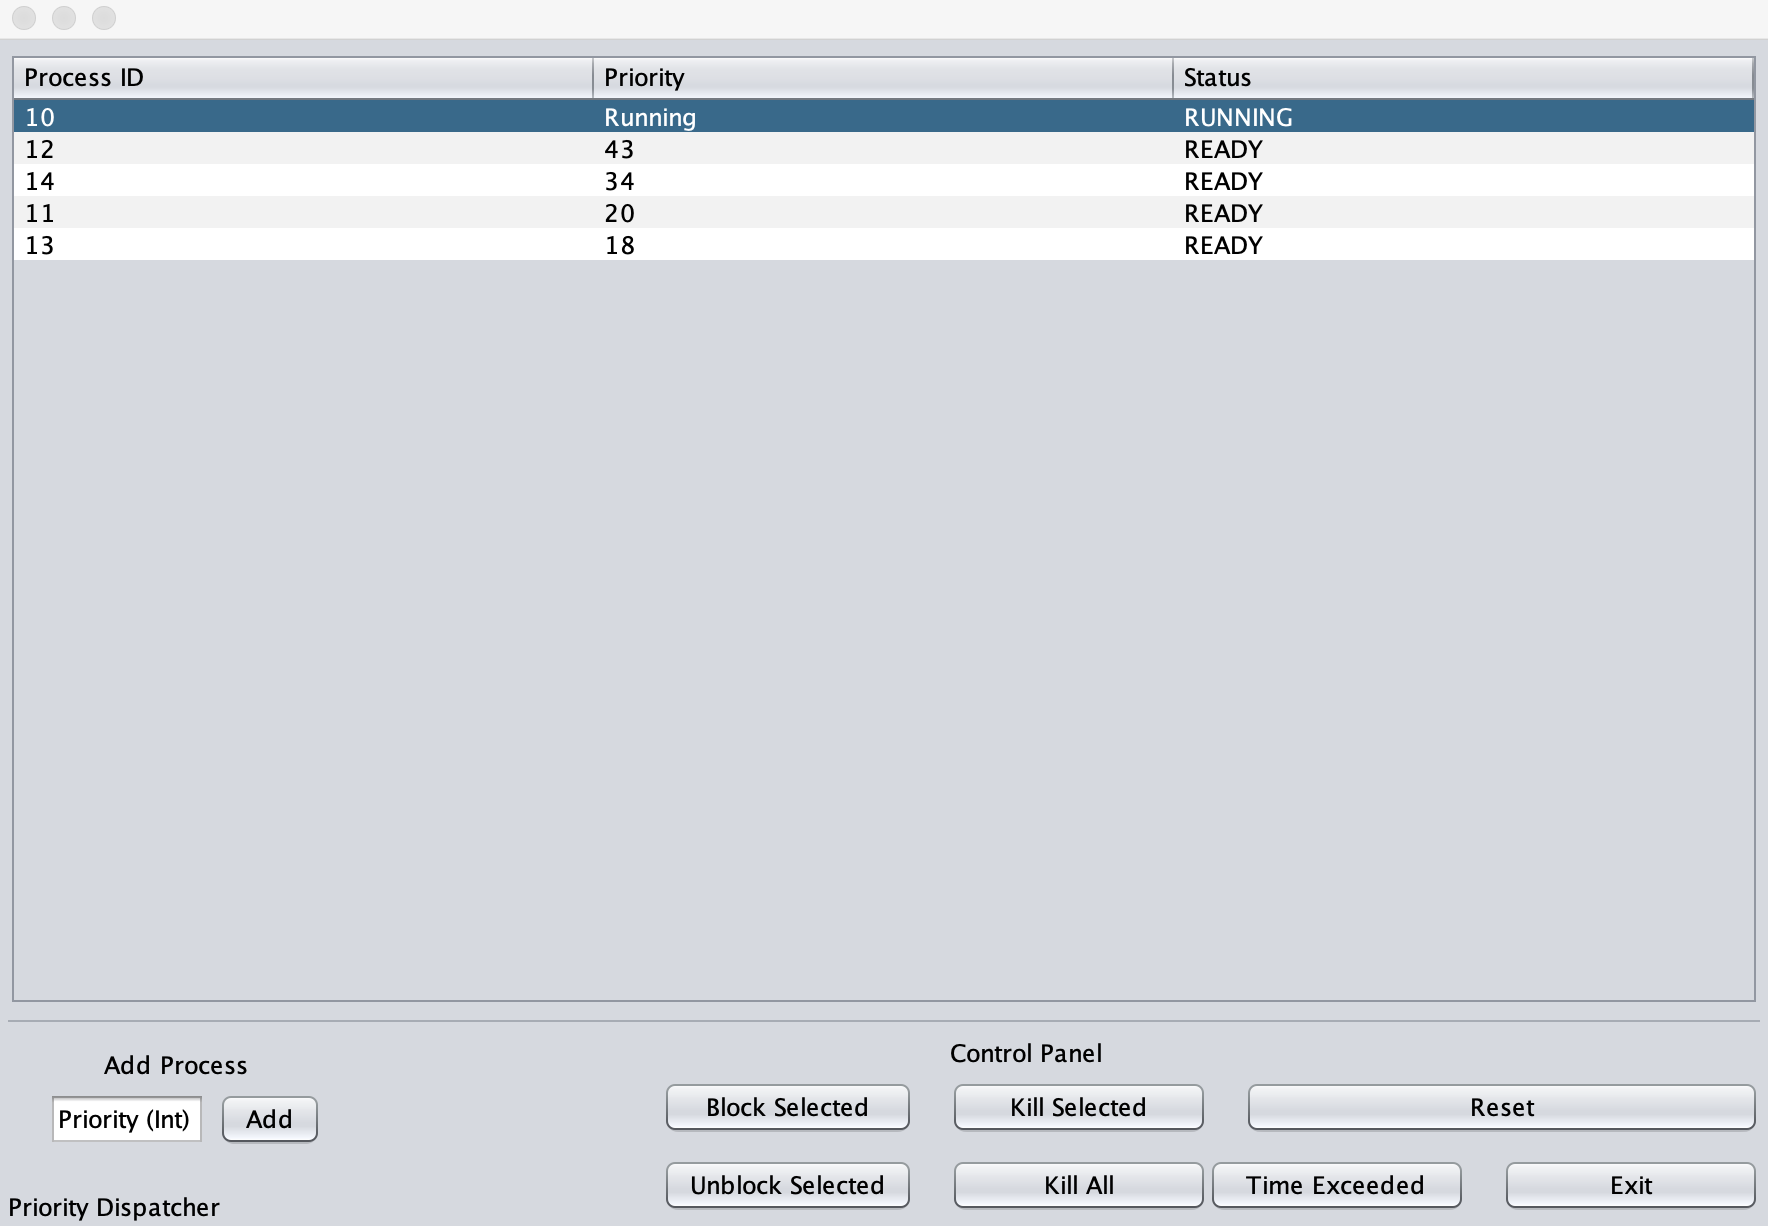 Process ID Priority Status
10 Running RUNNING
12 43 READY
14 34 READY
11 20 READY
13 18 READY
Control Panel
Add Process
Priority (Int) Add
Block Selected Kill Selected Reset
Unblock Selected Kill All Time Exceeded Exit
Priority Dispatcher